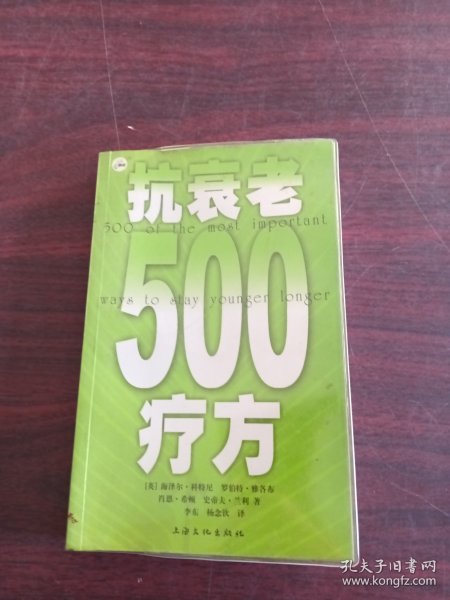 抗衰老
500 of the most important
500
ways to stay younger longer
疗方
[英] 海泽尔·科特尼 罗伯特·雅各布
肖恩·希顿 史帝夫·兰利 著
李东 杨念钦 译
上海文化出版社
孔夫子旧书网
www.kongfz.com